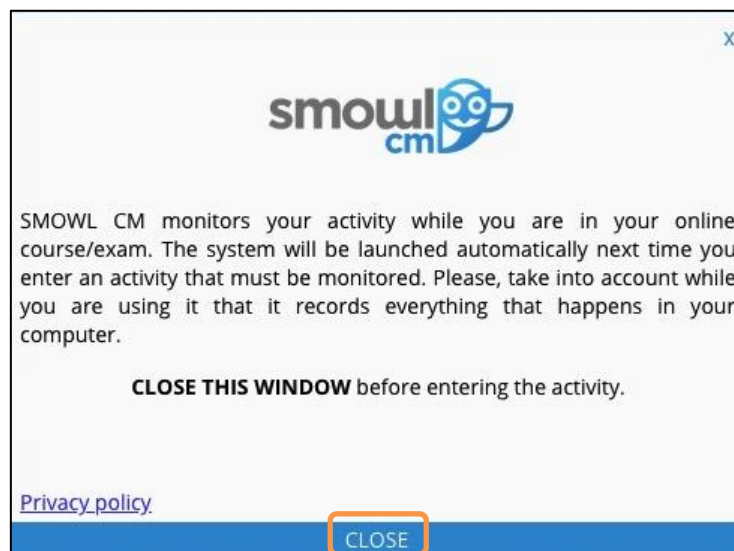 x
smowl
cm
SMOWL CM monitors your activity while you are in your online
course/exam. The system will be launched automatically next time you
enter an activity that must be monitored. Please, take into account while
you are using it that it records everything that happens in your
computer.
CLOSE THIS WINDOW before entering the activity.
Privacy policy
CLOSE